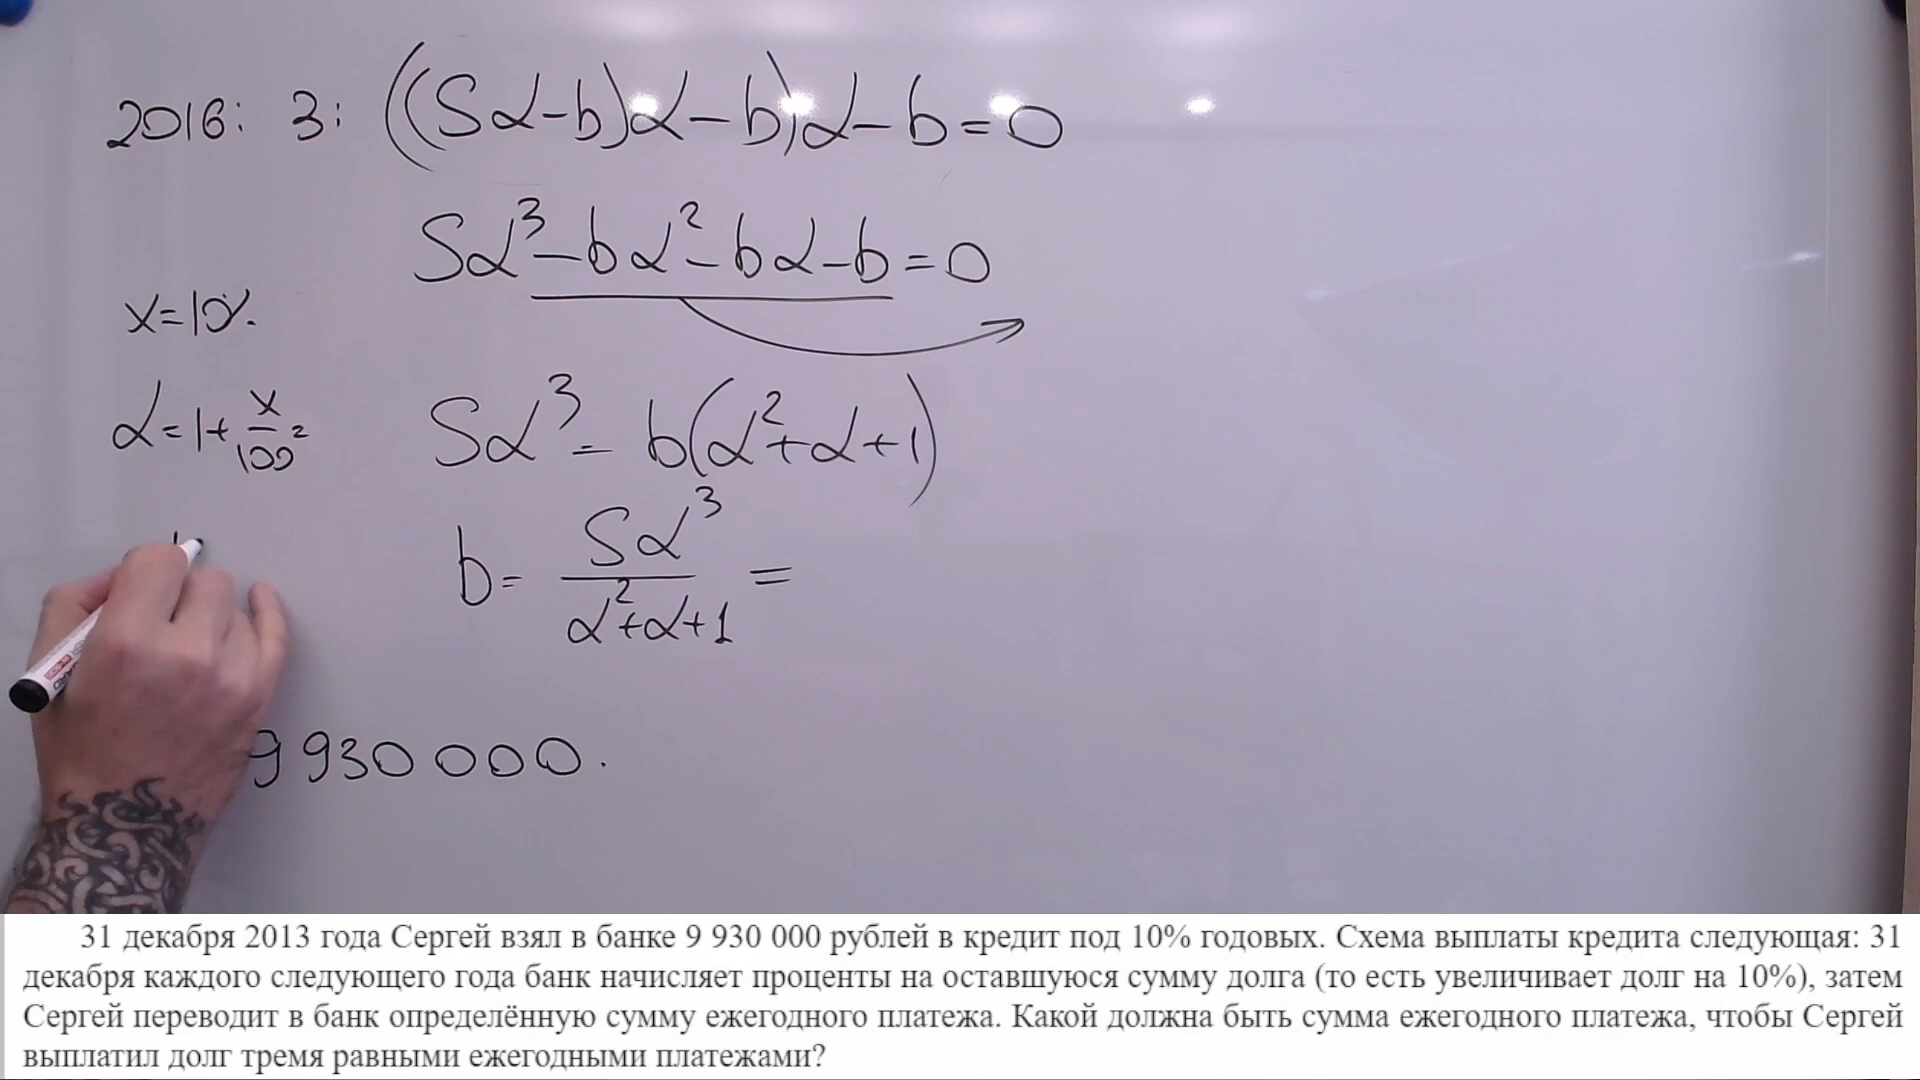 2016: 3: ((Sα-b)α-b)α-b=0
Sα³-bα²-bα-b=0
x=10%.
α=1+x/100=
Sα³=b(α²+α+1)
b=Sα³/(α²+α+1)=
9 930 000.
31 декабря 2013 года Сергей взял в банке 9 930 000 рублей в кредит под 10% годовых. Схема выплаты кредита следующая: 31
декабря каждого следующего года банк начисляет проценты на оставшуюся сумму долга (то есть увеличивает долг на 10%), затем
Сергей переводит в банк определённую сумму ежегодного платежа. Какой должна быть сумма ежегодного платежа, чтобы Сергей
выплатил долг тремя равными ежегодными платежами?